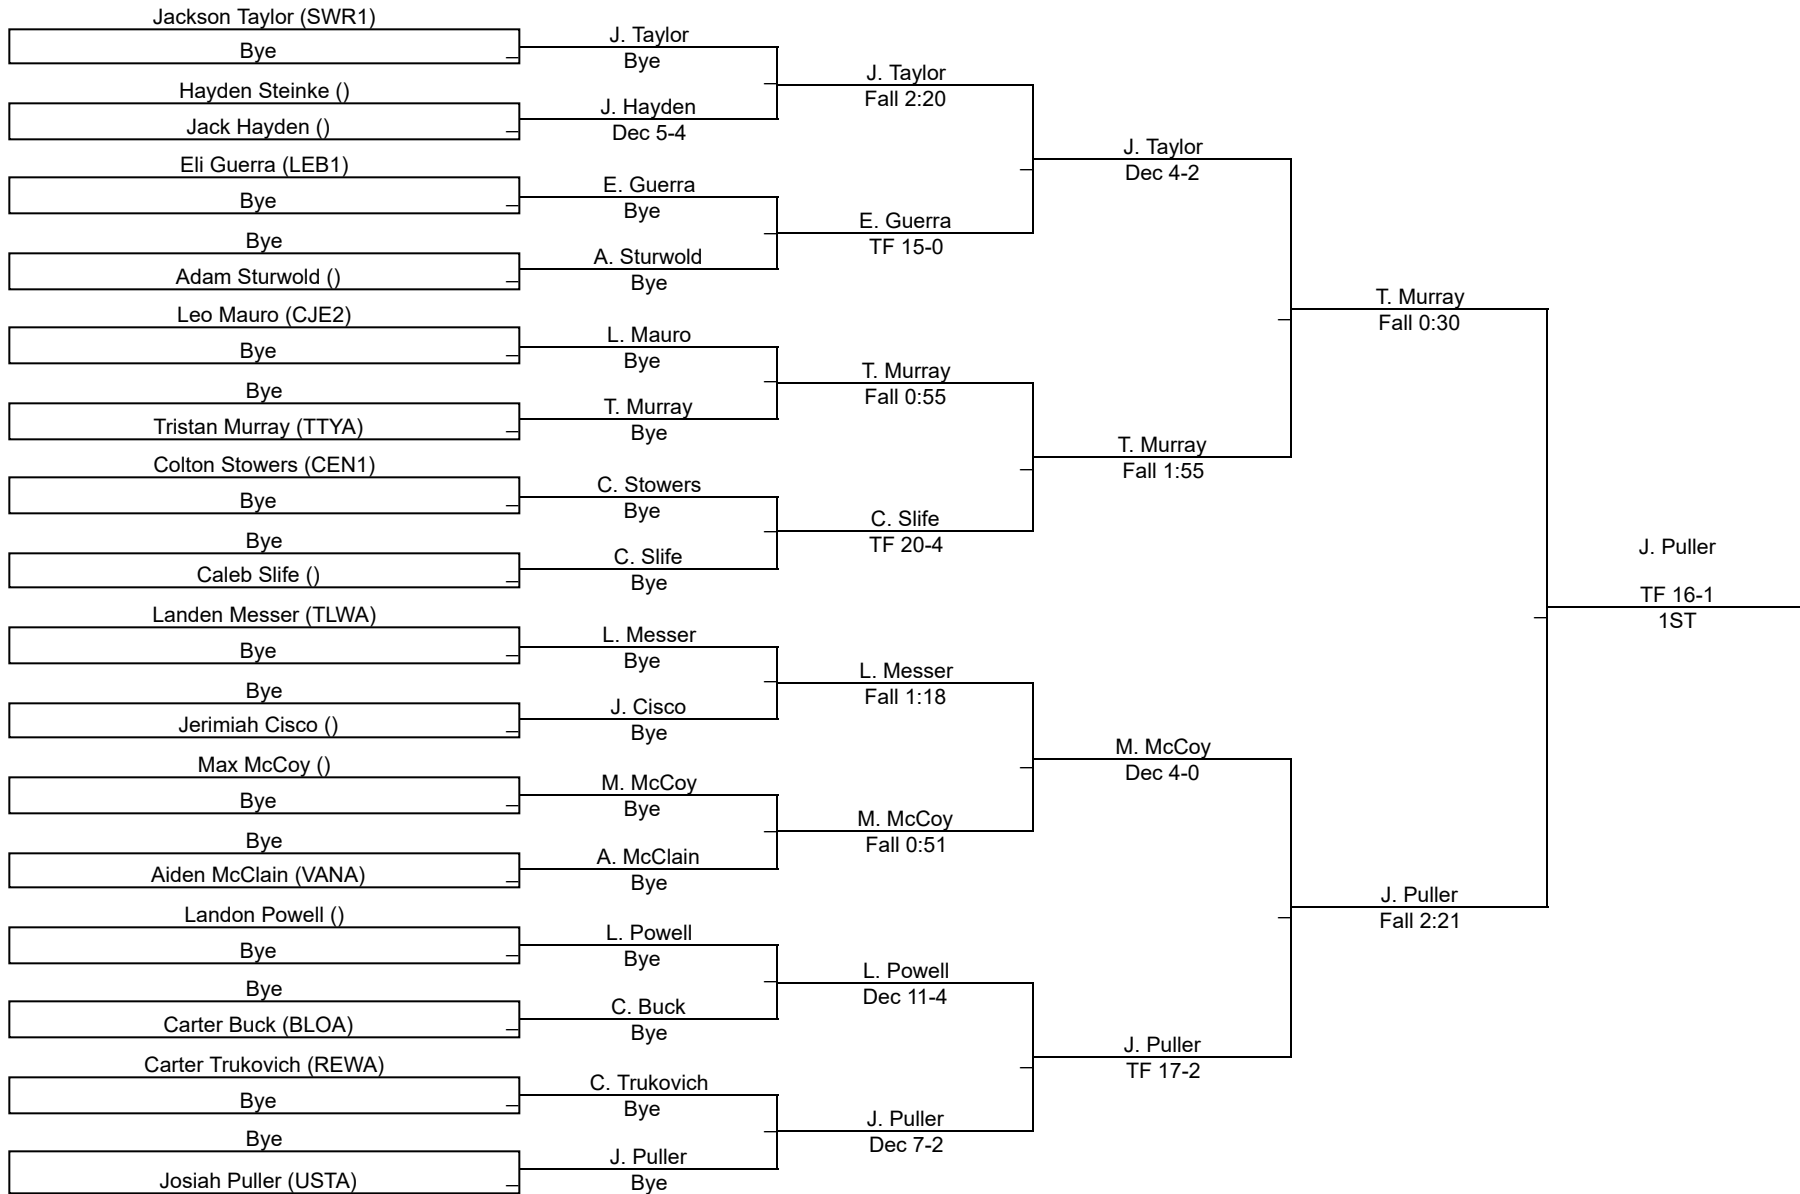 Jackson Taylor (SWR1)
Bye
Hayden Steinke ()
Jack Hayden ()
Eli Guerra (LEB1)
Bye
Bye
Adam Sturwold ()
Leo Mauro (CJE2)
Bye
Bye
Tristan Murray (TTYA)
Colton Stowers (CEN1)
Bye
Bye
Caleb Slife ()
Landen Messer (TLWA)
Bye
Bye
Jerimiah Cisco ()
Max McCoy ()
Bye
Bye
Aiden McClain (VANA)
Landon Powell ()
Bye
Bye
Carter Buck (BLOA)
Carter Trukovich (REWA)
Bye
Bye
Josiah Puller (USTA)
J. Taylor
Bye
J. Hayden
Dec 5-4
E. Guerra
Bye
A. Sturwold
Bye
L. Mauro
Bye
T. Murray
Bye
C. Stowers
Bye
C. Slife
Bye
L. Messer
Bye
J. Cisco
Bye
M. McCoy
Bye
A. McClain
Bye
L. Powell
Bye
C. Buck
Bye
C. Trukovich
Bye
J. Puller
Bye
J. Taylor
Fall 2:20
E. Guerra
TF 15-0
T. Murray
Fall 0:55
C. Slife
TF 20-4
L. Messer
Fall 1:18
M. McCoy
Fall 0:51
L. Powell
Dec 11-4
J. Puller
Dec 7-2
J. Taylor
Dec 4-2
T. Murray
Fall 1:55
M. McCoy
Dec 4-0
J. Puller
TF 17-2
T. Murray
Fall 0:30
J. Puller
Fall 2:21
J. Puller
TF 16-1
1ST